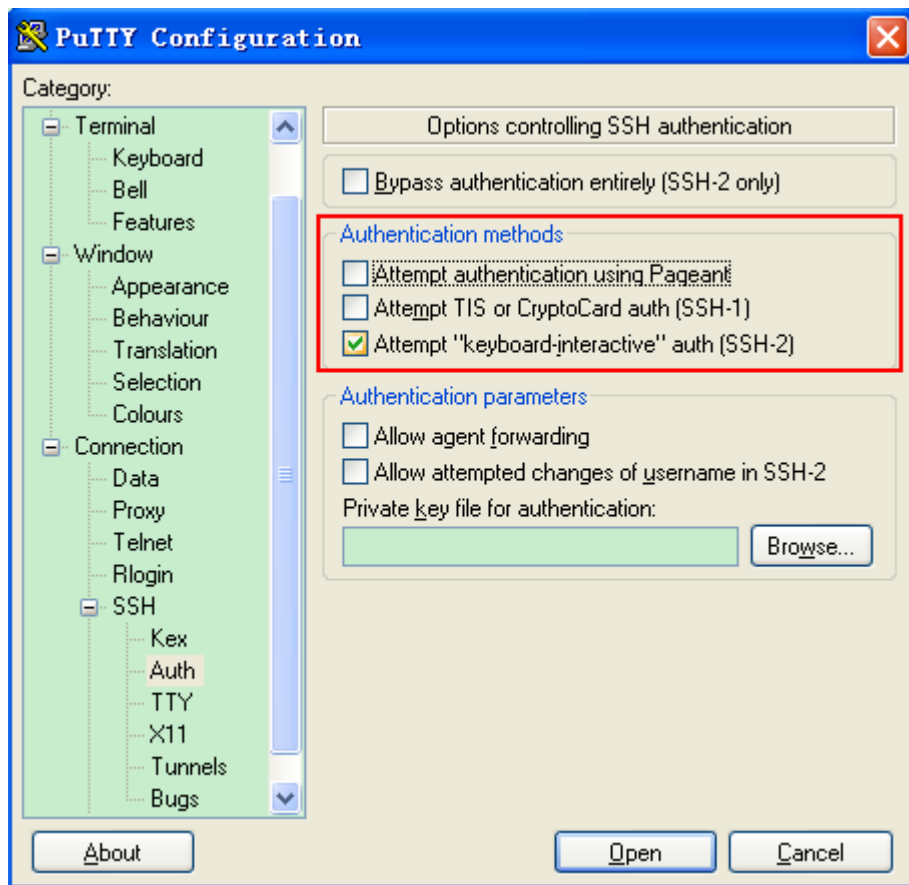 PuTTY Configuration
Category:
Terminal
Keyboard
Bell
Features
Window
Appearance
Behaviour
Translation
Selection
Colours
Connection
Data
Proxy
Telnet
Rlogin
SSH
Kex
Auth
TTY
X11
Tunnels
Bugs
Options controlling SSH authentication
Bypass authentication entirely (SSH-2 only)
Authentication methods
Attempt authentication using Pageant
Attempt TIS or CryptoCard auth (SSH-1)
Attempt "keyboard-interactive" auth (SSH-2)
Authentication parameters
Allow agent forwarding
Allow attempted changes of username in SSH-2
Private key file for authentication:
Browse...
About
Open
Cancel